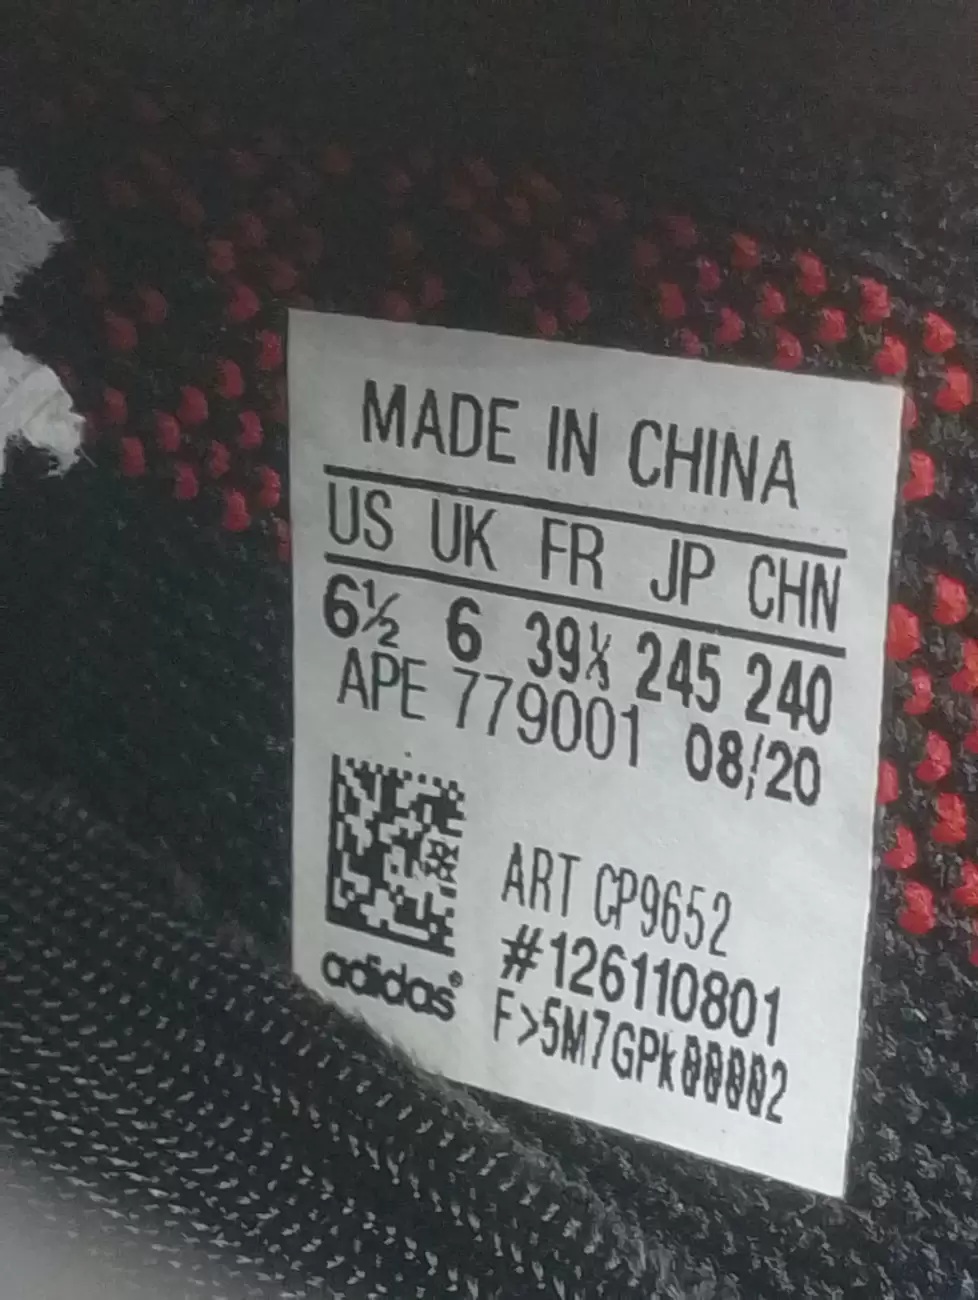 MADE IN CHINA
US UK FR JP CHN
6½ 6 39⅓ 245 240
APE 779001 08/20
ART CP9652
#126110801
F>5M7GPk00002
adidas®